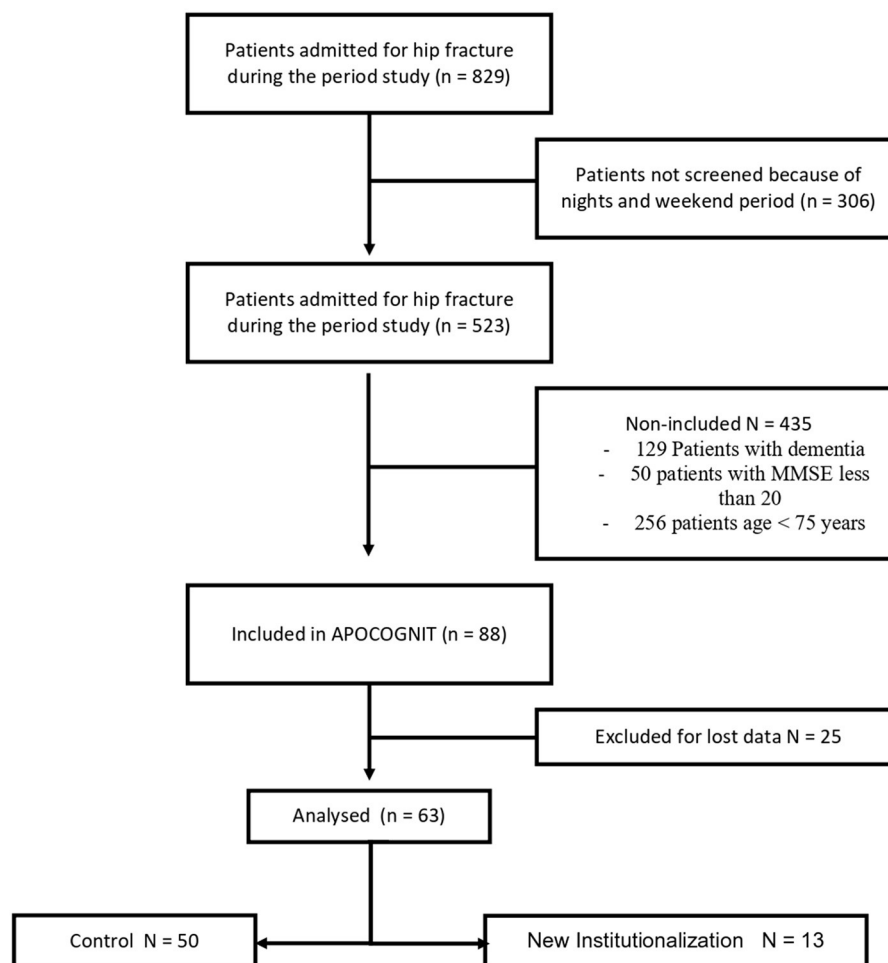 Patients admitted for hip fracture
during the period study (n = 829)
Patients not screened because of
nights and weekend period (n = 306)
Patients admitted for hip fracture
during the period study (n = 523)
Non-included N = 435
- 129 Patients with dementia
- 50 patients with MMSE less
than 20
- 256 patients age < 75 years
Included in APOCOGNIT (n = 88)
Excluded for lost data N = 25
Analysed (n = 63)
Control N = 50
New Institutionalization N = 13